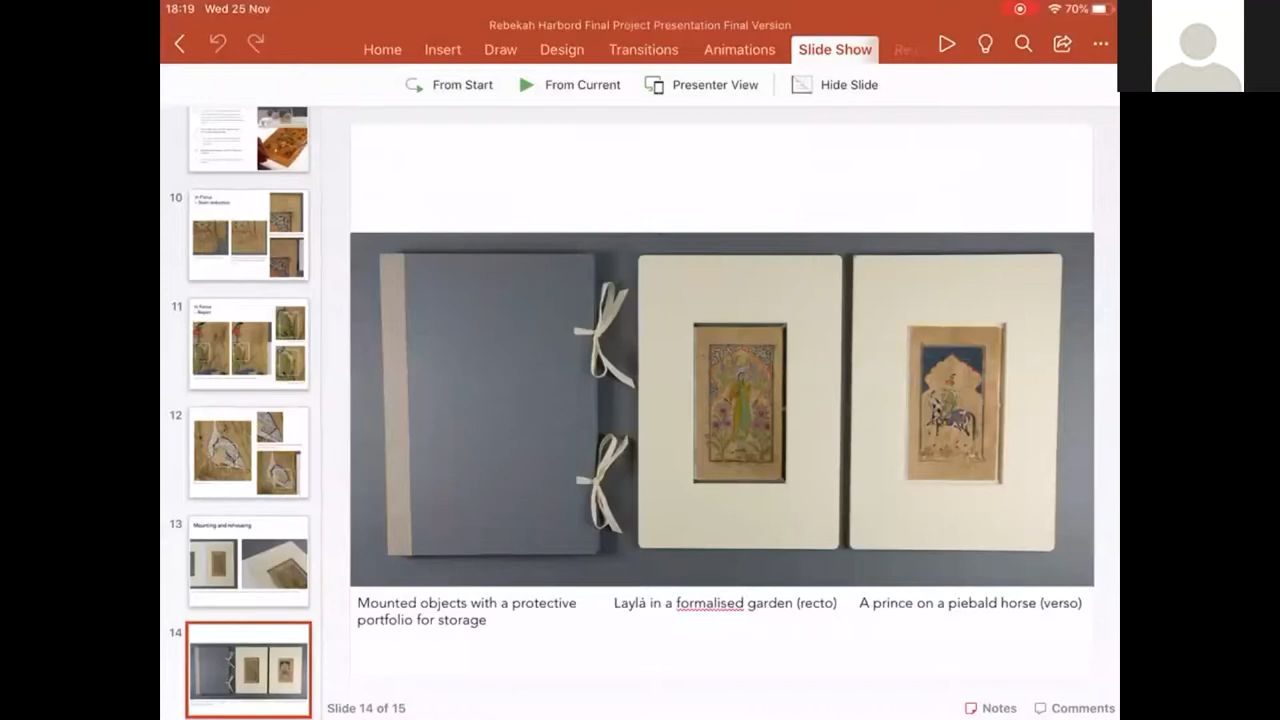 18:19 Wed 25 Nov
70%
Rebekah Harbord Final Project Presentation Final Version
Home Insert Draw Design Transitions Animations Slide Show Re
From Start From Current Presenter View Hide Slide
10
11
12
13
Mounting and rehousing
14
Mounted objects with a protective
portfolio for storage
Laylá in a formalised garden (recto)
A prince on a piebald horse (verso)
Slide 14 of 15
Notes Comments